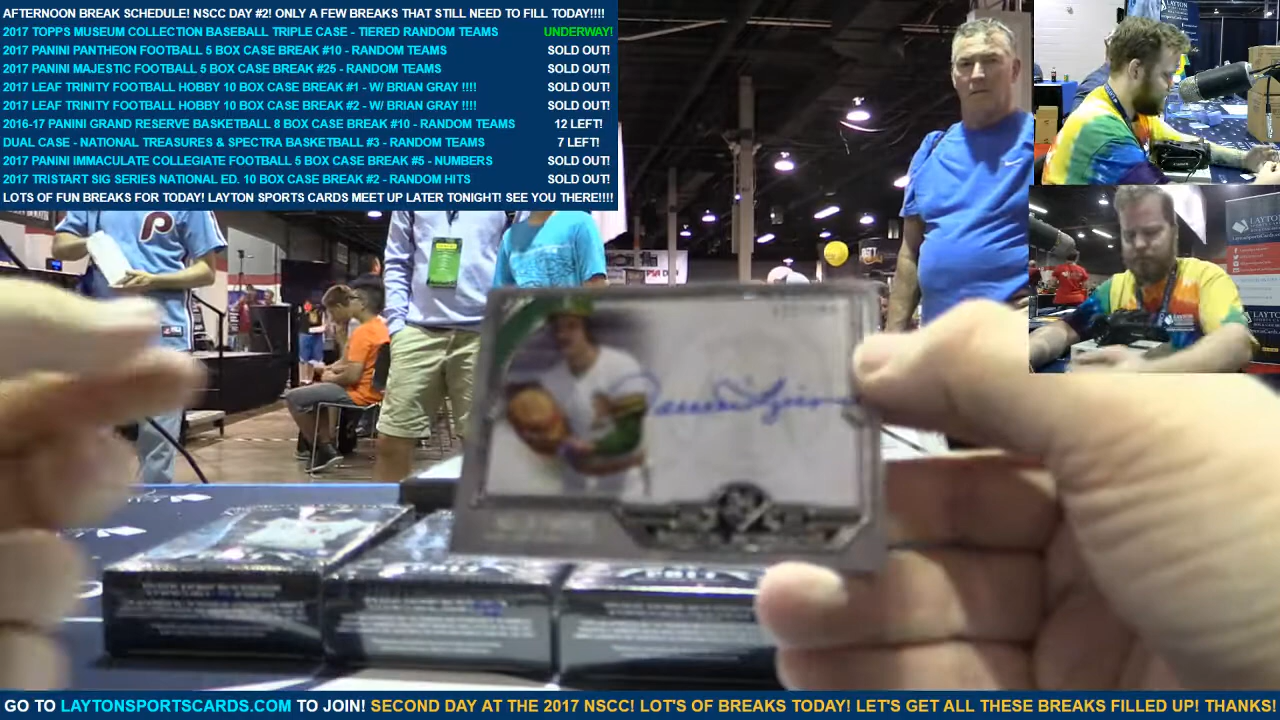 AFTERNOON BREAK SCHEDULE! NSCC DAY #2! ONLY A FEW BREAKS THAT STILL NEED TO FILL TODAY!!!!
2017 TOPPS MUSEUM COLLECTION BASEBALL TRIPLE CASE - TIERED RANDOM TEAMS UNDERWAY!
2017 PANINI PANTHEON FOOTBALL 5 BOX CASE BREAK #10 - RANDOM TEAMS SOLD OUT!
2017 PANINI MAJESTIC FOOTBALL 5 BOX CASE BREAK #25 - RANDOM TEAMS SOLD OUT!
2017 LEAF TRINITY FOOTBALL HOBBY 10 BOX CASE BREAK #1 - W/ BRIAN GRAY !!!! SOLD OUT!
2017 LEAF TRINITY FOOTBALL HOBBY 10 BOX CASE BREAK #2 - W/ BRIAN GRAY !!!! SOLD OUT!
2016-17 PANINI GRAND RESERVE BASKETBALL 8 BOX CASE BREAK #10 - RANDOM TEAMS 12 LEFT!
DUAL CASE - NATIONAL TREASURES & SPECTRA BASKETBALL #3 - RANDOM TEAMS 7 LEFT!
2017 PANINI IMMACULATE COLLEGIATE FOOTBALL 5 BOX CASE BREAK #5 - NUMBERS SOLD OUT!
2017 TRISTART SIG SERIES NATIONAL ED. 10 BOX CASE BREAK #2 - RANDOM HITS SOLD OUT!
LOTS OF FUN BREAKS FOR TODAY! LAYTON SPORTS CARDS MEET UP LATER TONIGHT! SEE YOU THERE!!!!
P
LAYTON
GO TO LAYTONSPORTSCARDS.COM TO JOIN! SECOND DAY AT THE 2017 NSCC! LOT'S OF BREAKS TODAY! LET'S GET ALL THESE BREAKS FILLED UP! THANKS!